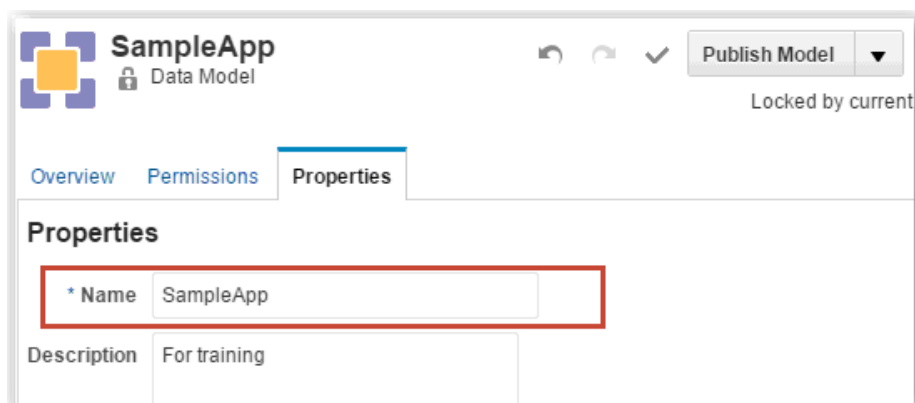 SampleApp
Data Model
Publish Model
Locked by current
Overview Permissions Properties
Properties
* Name SampleApp
Description For training